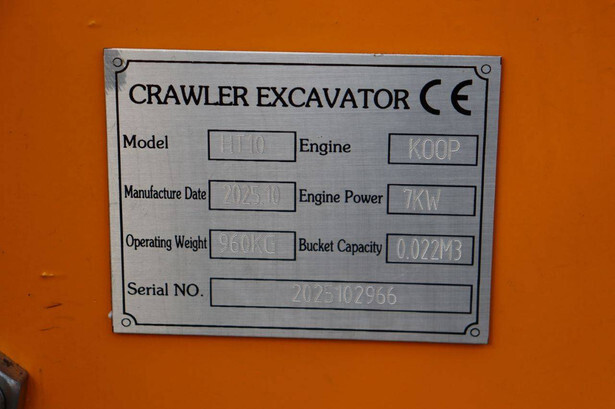 CRAWLER EXCAVATOR CE
Model HT10 Engine KOOP
Manufacture Date 2025.10 Engine Power 7KW
Operating Weight 960KG Bucket Capacity 0.022M3
Serial NO. 2025102966